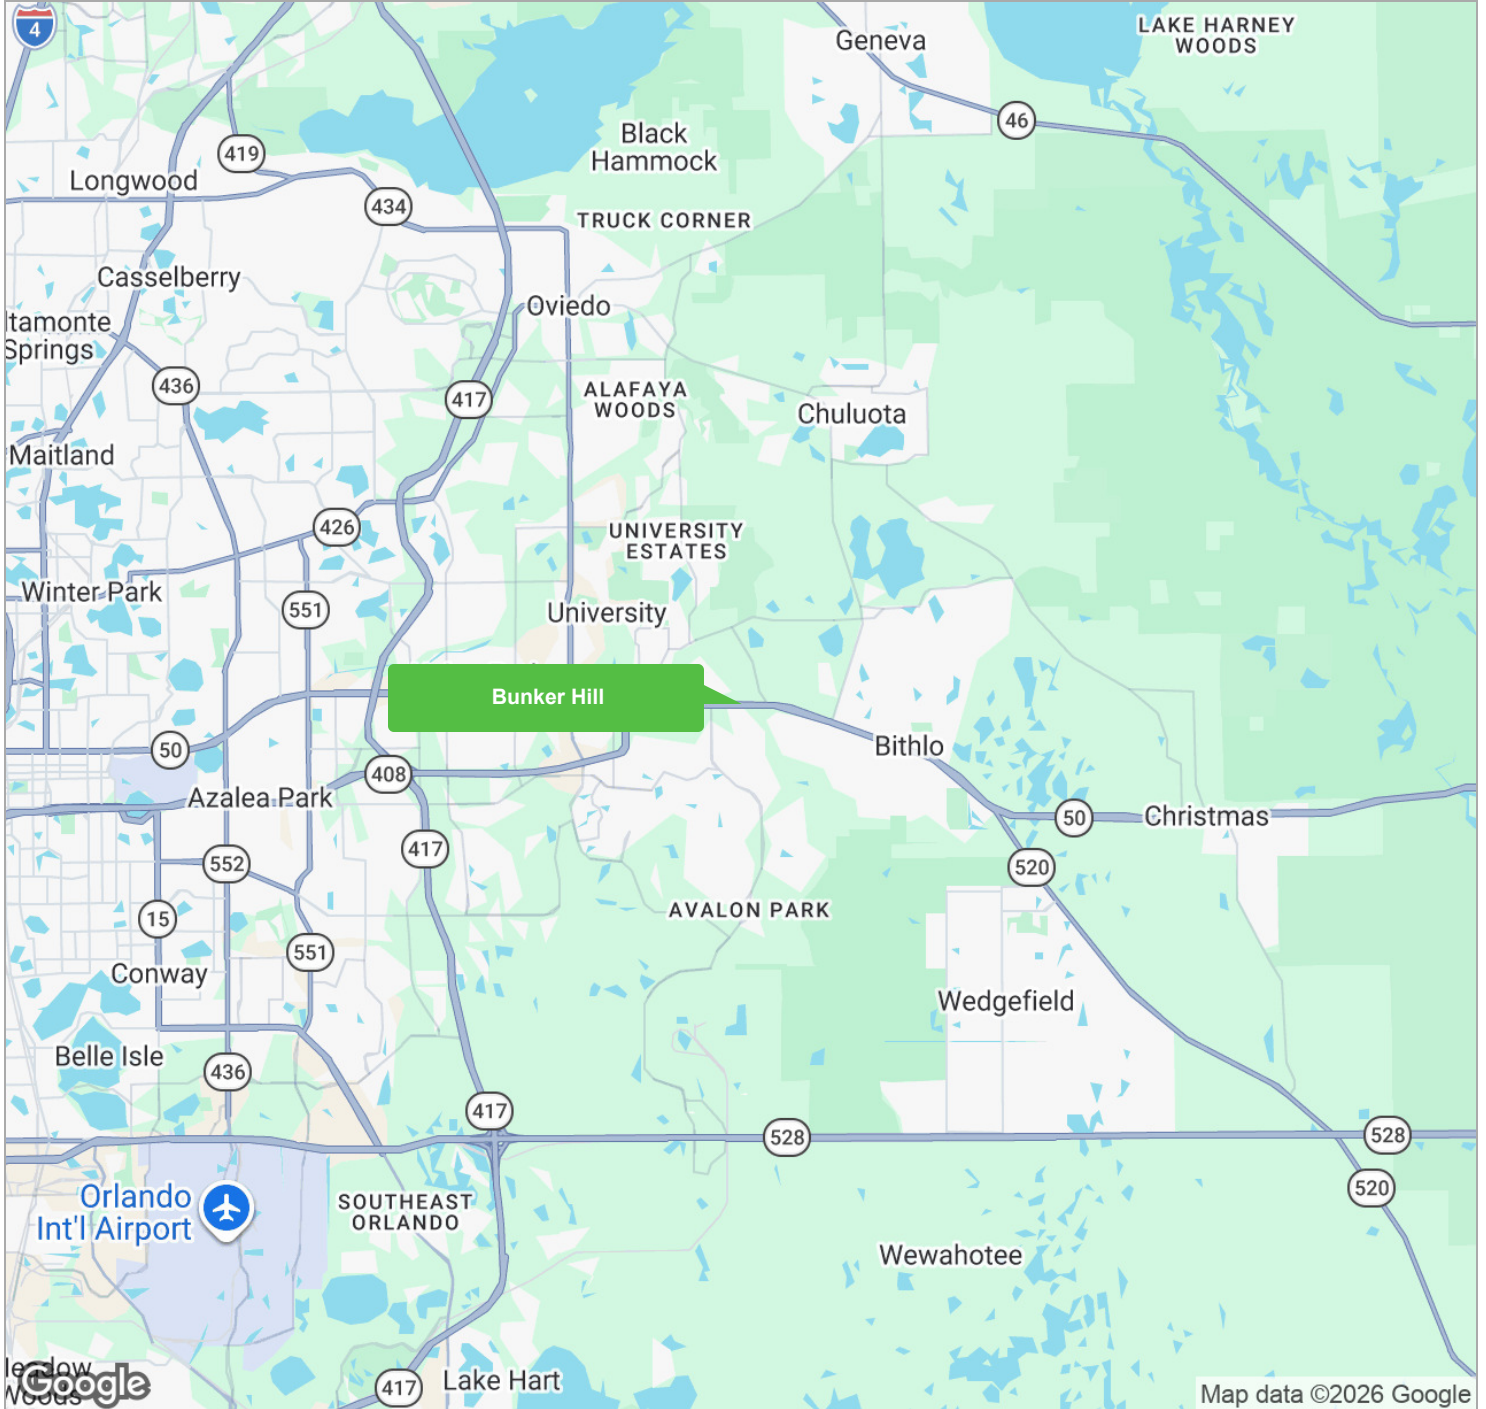 4
Geneva
LAKE HARNEY
WOODS
46
Black
Hammock
419
Longwood
434
TRUCK CORNER
Casselberry
Oviedo
ltamonte
Springs
436
417
ALAFAYA
WOODS
Chuluota
Maitland
426
UNIVERSITY
ESTATES
Winter Park
551
University
Bunker Hill
50
Bithlo
408
Azalea Park
50
Christmas
417
552
520
15
AVALON PARK
551
Conway
Wedgefield
Belle Isle
436
417
528
528
Orlando
Int'l Airport
SOUTHEAST
ORLANDO
520
Wewahotee
leadow
Woods
Google
417
Lake Hart
Map data ©2026 Google